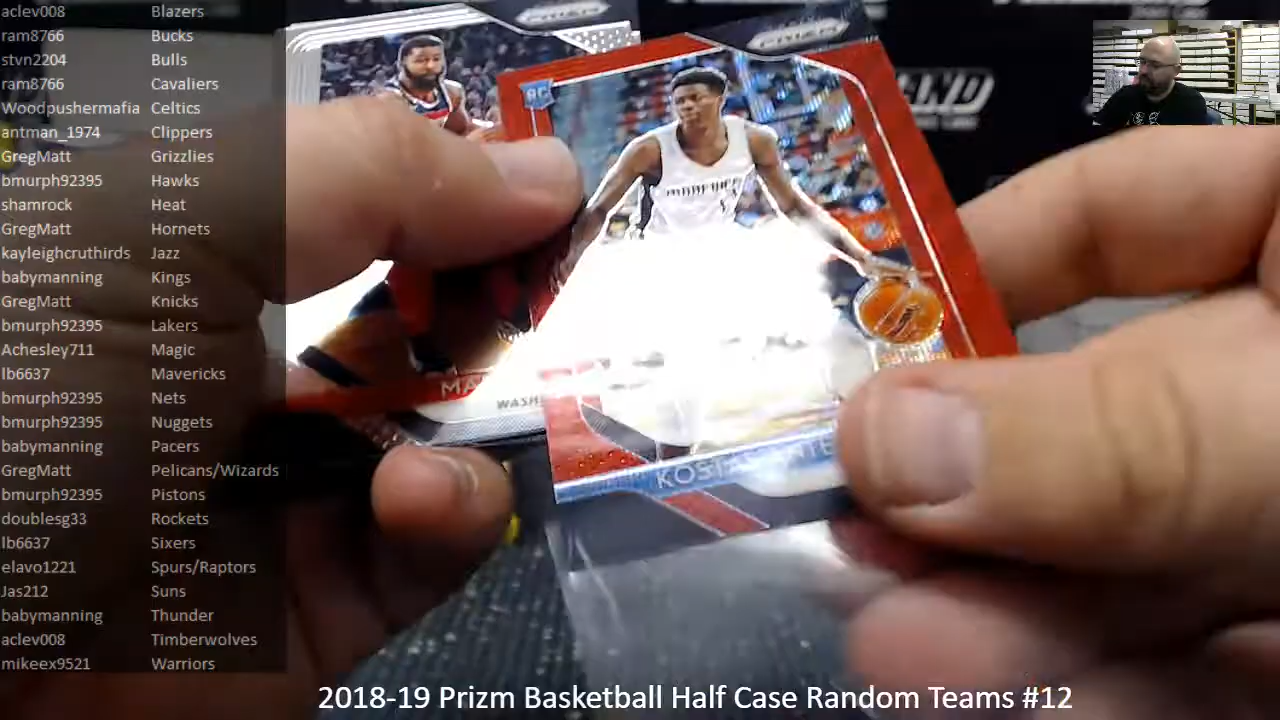 aclev008 Blazers
ram8766 Bucks
stvn2204 Bulls
ram8766 Cavaliers
Woodpushermafia Celtics
antman_1974 Clippers
GregMatt Grizzlies
bmurph92395 Hawks
shamrock Heat
GregMatt Hornets
kayleighcruthirds Jazz
babymanning Kings
GregMatt Knicks
bmurph92395 Lakers
Achesley711 Magic
lb6637 Mavericks
bmurph92395 Nets
bmurph92395 Nuggets
babymanning Pacers
GregMatt Pelicans/Wizards
bmurph92395 Pistons
doublesg33 Rockets
lb6637 Sixers
elavo1221 Spurs/Raptors
Jas212 Suns
babymanning Thunder
aclev008 Timberwolves
mikeex9521 Warriors
PRIZM
PRIZM
RC
MA
WASH
KOSTAS ANTE
2018-19 Prizm Basketball Half Case Random Teams #12